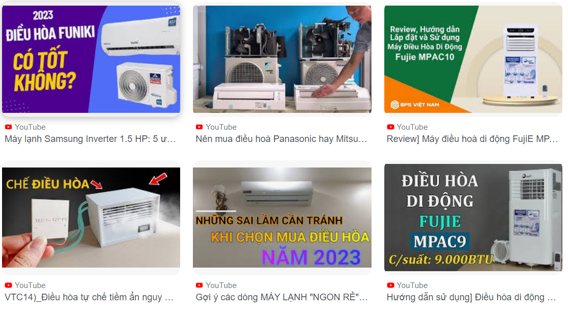 2023
ĐIỀU HÒA FUNIKI
CÓ TỐT
KHÔNG?
YouTube
Máy lạnh Samsung Inverter 1.5 HP: 5 ư...
YouTube
Nên mua điều hoà Panasonic hay Mitsu...
Review, Hướng dẫn
Lắp đặt và Sử dụng
Máy Điều Hòa Di Động
Fujie MPAC10
BPS VIỆT NAM
YouTube
Review] Máy điều hoà di động FujiE MP...
CHẾ ĐIỀU HÒA
YouTube
VTC14)_Điều hòa tự chế tiềm ẩn nguy ...
NHỮNG SAI LẦM CẦN TRÁNH
KHI CHỌN MUA ĐIỀU HÒA
NĂM 2023
YouTube
Gợi ý các dòng MÁY LẠNH "NGON RẺ"...
ĐIỀU HÒA
DI ĐỘNG
FUJIE
MPAC9
C/suất: 9.000BTU
YouTube
Hướng dẫn sử dụng] Điều hòa di động ...